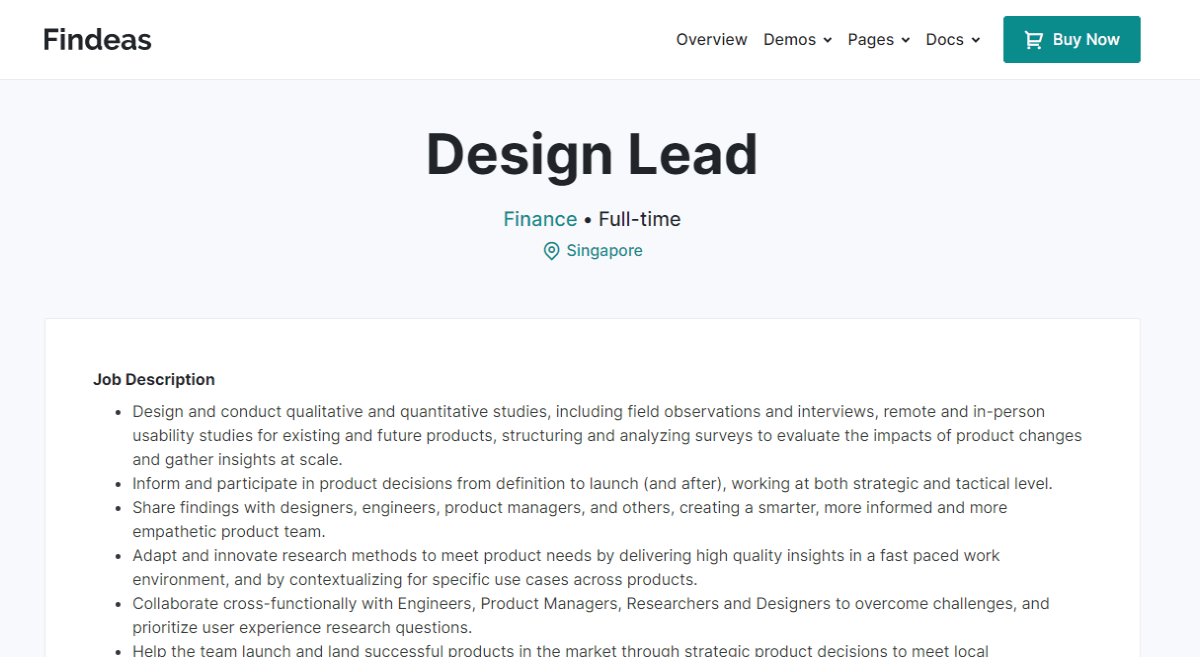 Findeas
Overview Demos Pages Docs Buy Now
Design Lead
Finance • Full-time
Singapore
Job Description
• Design and conduct qualitative and quantitative studies, including field observations and interviews, remote and in-person
usability studies for existing and future products, structuring and analyzing surveys to evaluate the impacts of product changes
and gather insights at scale.
• Inform and participate in product decisions from definition to launch (and after), working at both strategic and tactical level.
• Share findings with designers, engineers, product managers, and others, creating a smarter, more informed and more
empathetic product team.
• Adapt and innovate research methods to meet product needs by delivering high quality insights in a fast paced work
environment, and by contextualizing for specific use cases across products.
• Collaborate cross-functionally with Engineers, Product Managers, Researchers and Designers to overcome challenges, and
prioritize user experience research questions.
• Help the team launch and land successful products in the market through strategic product decisions to meet local